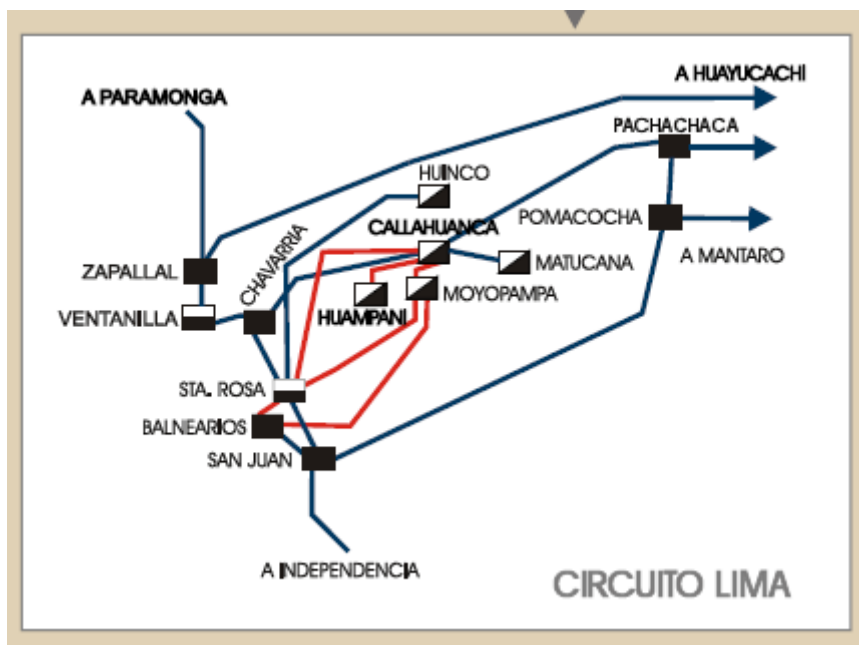 A HUAYUCACHI
A PARAMONGA
PACHACHACA
HUINCO
CALLAHUANCA
POMACOCHA
CHAVARRIA
ZAPALLAL
MATUCANA
A MANTARO
MOYOPAMPA
VENTANILLA
HUAMPANI
STA. ROSA
BALNEARIOS
SAN JUAN
A INDEPENDENCIA
CIRCUITO LIMA